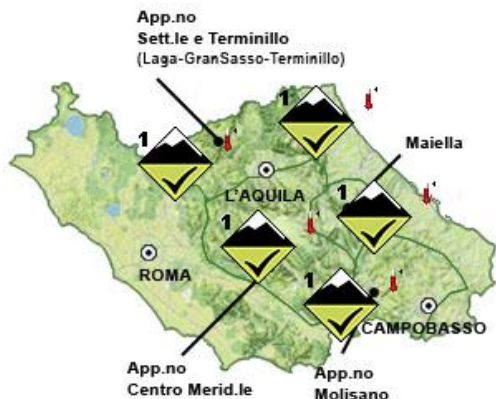 App.no
Sett.le e Terminillo
(Laga-GranSasso-Terminillo)
1
1
Maiella
L'AQUILA
1
1
ROMA
1
CAMPOBASSO
App.no
Centro Merid.le
App.no
Molisano